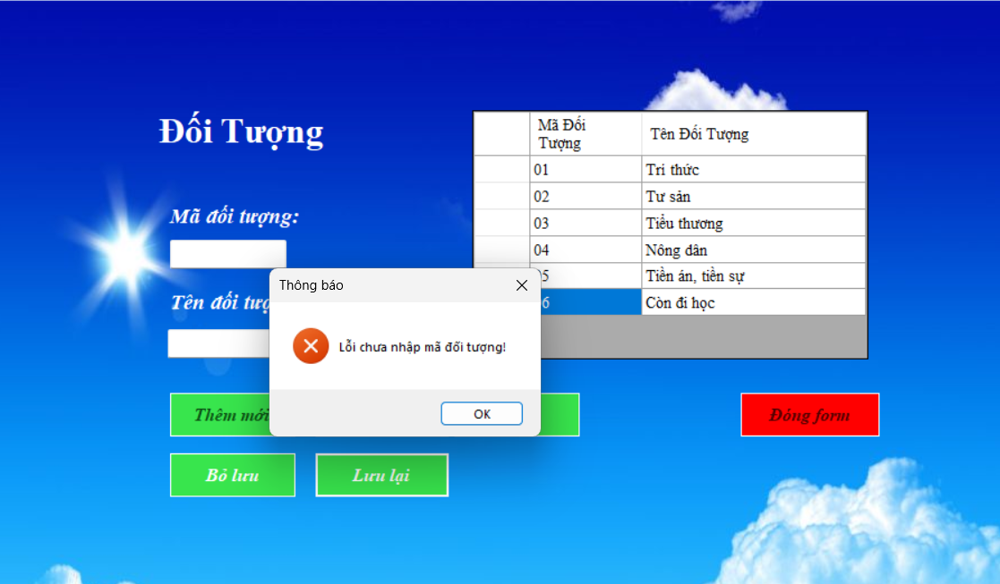 Đối Tượng
Mã đối tượng:
Tên đối
Mã Đối
Tượng
Tên Đối Tượng
01 Tri thức
02 Tư sản
03 Tiểu thương
04 Nông dân
5 Tiền án, tiền sự
6 Còn đi học
Thông báo
Lỗi chưa nhập mã đối tượng!
OK
Thêm mới
Đóng form
Bỏ lưu
Lưu lại